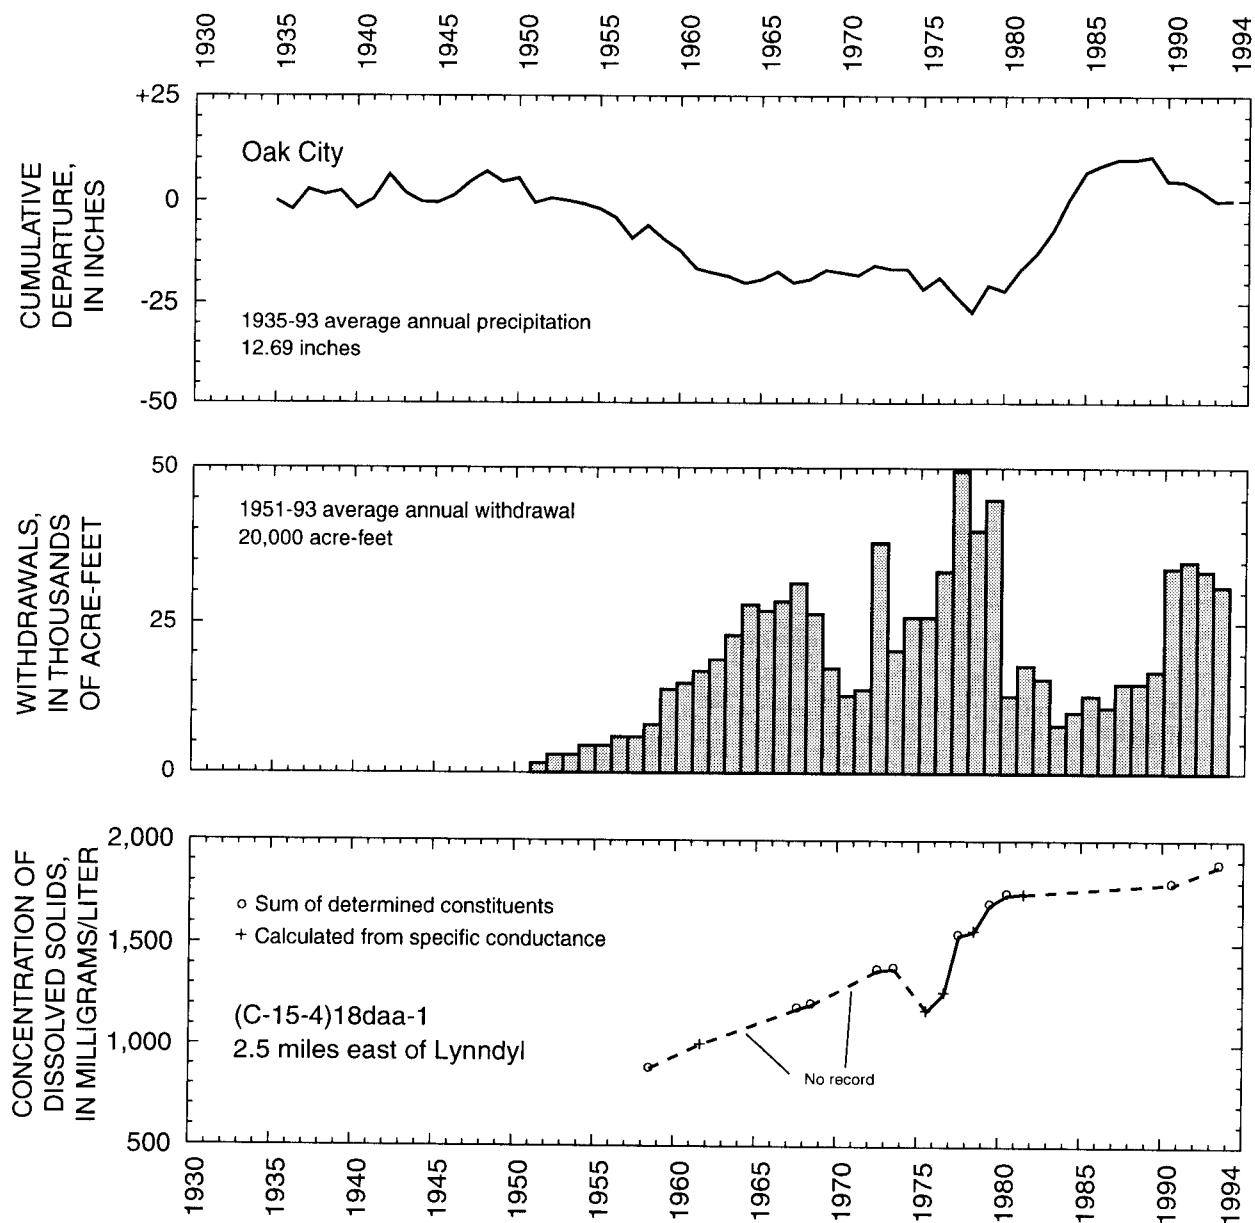 1930 1935 1940 1945 1950 1955 1960 1965 1970 1975 1980 1985 1990 1994
CUMULATIVE
DEPARTURE,
IN INCHES
+25
0
-25
-50
Oak City
1935-93 average annual precipitation
12.69 inches
WITHDRAWALS,
IN THOUSANDS
OF ACRE-FEET
50
25
0
1951-93 average annual withdrawal
20,000 acre-feet
CONCENTRATION OF
DISSOLVED SOLIDS,
IN MILLIGRAMS/LITER
2,000
1,500
1,000
500
Sum of determined constituents
+ Calculated from specific conductance
(C-15-4)18daa-1
2.5 miles east of Lynndyl
No record
1930 1935 1940 1945 1950 1955 1960 1965 1970 1975 1980 1985 1990 1994